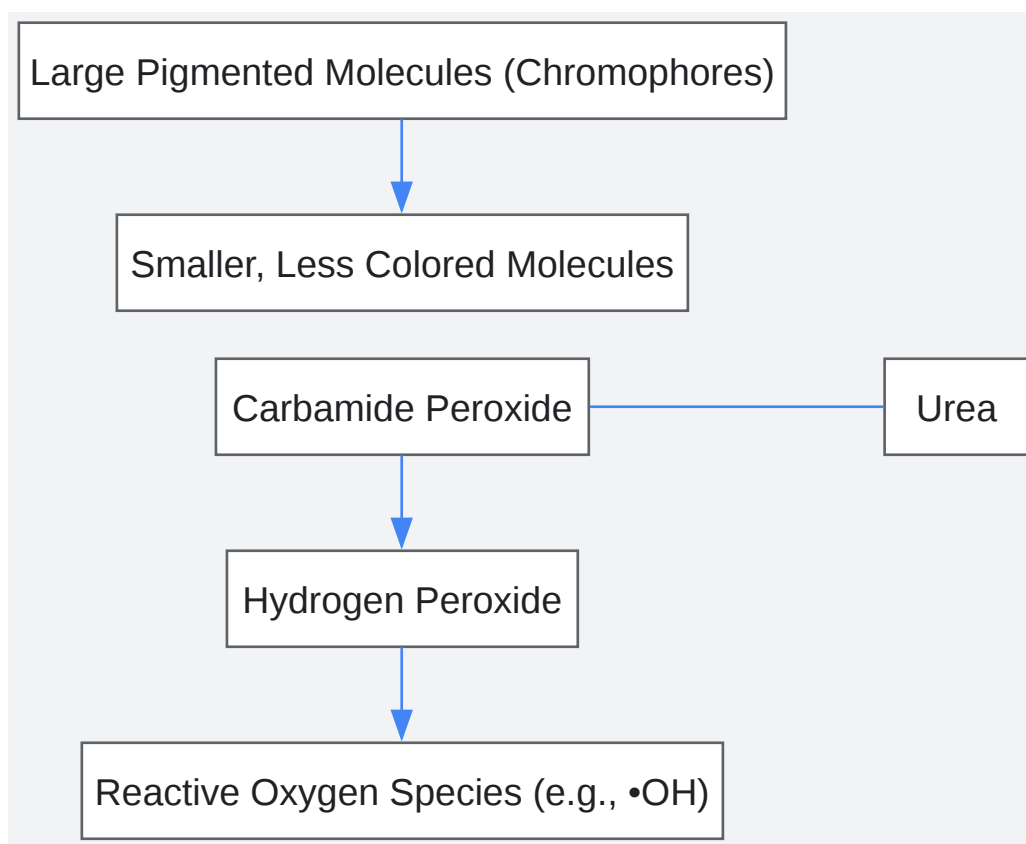 Large Pigmented Molecules (Chromophores)
Smaller, Less Colored Molecules
Carbamide Peroxide
Urea
Hydrogen Peroxide
Reactive Oxygen Species (e.g., •OH)